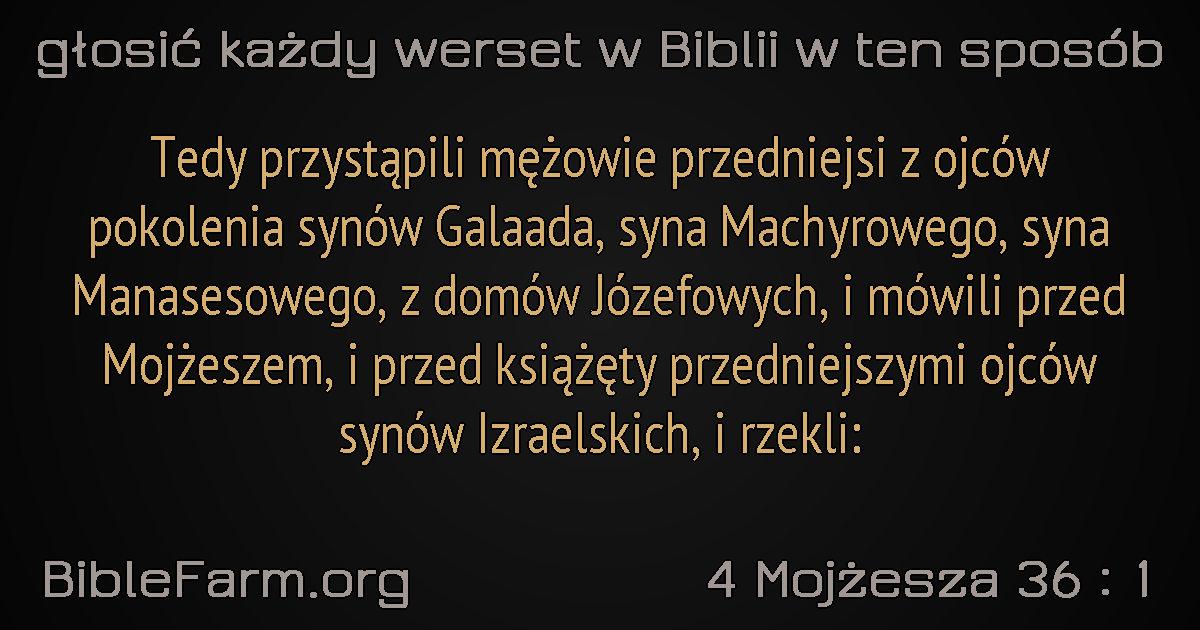 głosić każdy werset w Biblii w ten sposób
Tedy przystąpili mężowie przedniejsi z ojców
pokolenia synów Galaada, syna Machyrowego, syna
Manasesowego, z domów Józefowych, i mówili przed
Mojżeszem, i przed książęty przedniejszymi ojców
synów Izraelskich, i rzekli:
BibleFarm.org
4 Mojżesza 36 : 1